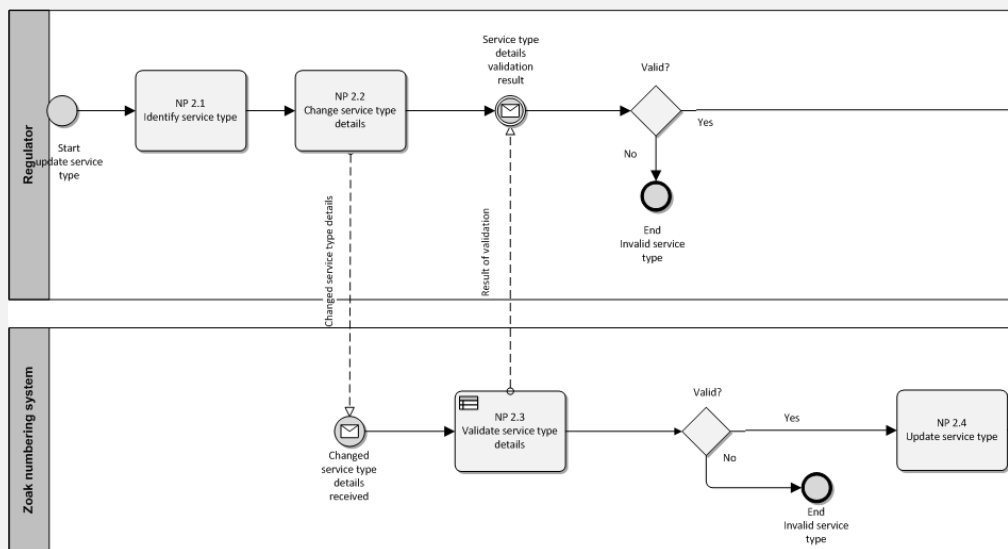 Regulator
Start
update service
type
NP 2.1
Identify service type
NP 2.2
Change service type
details
Service type
details
validation
result
Valid?
Yes
No
End
Invalid service
type
Changed service type details
Result of validation
Zoak numbering system
Changed
service type
details
received
NP 2.3
Validate service type
details
Valid?
Yes
No
End
Invalid service
type
NP 2.4
Update service type